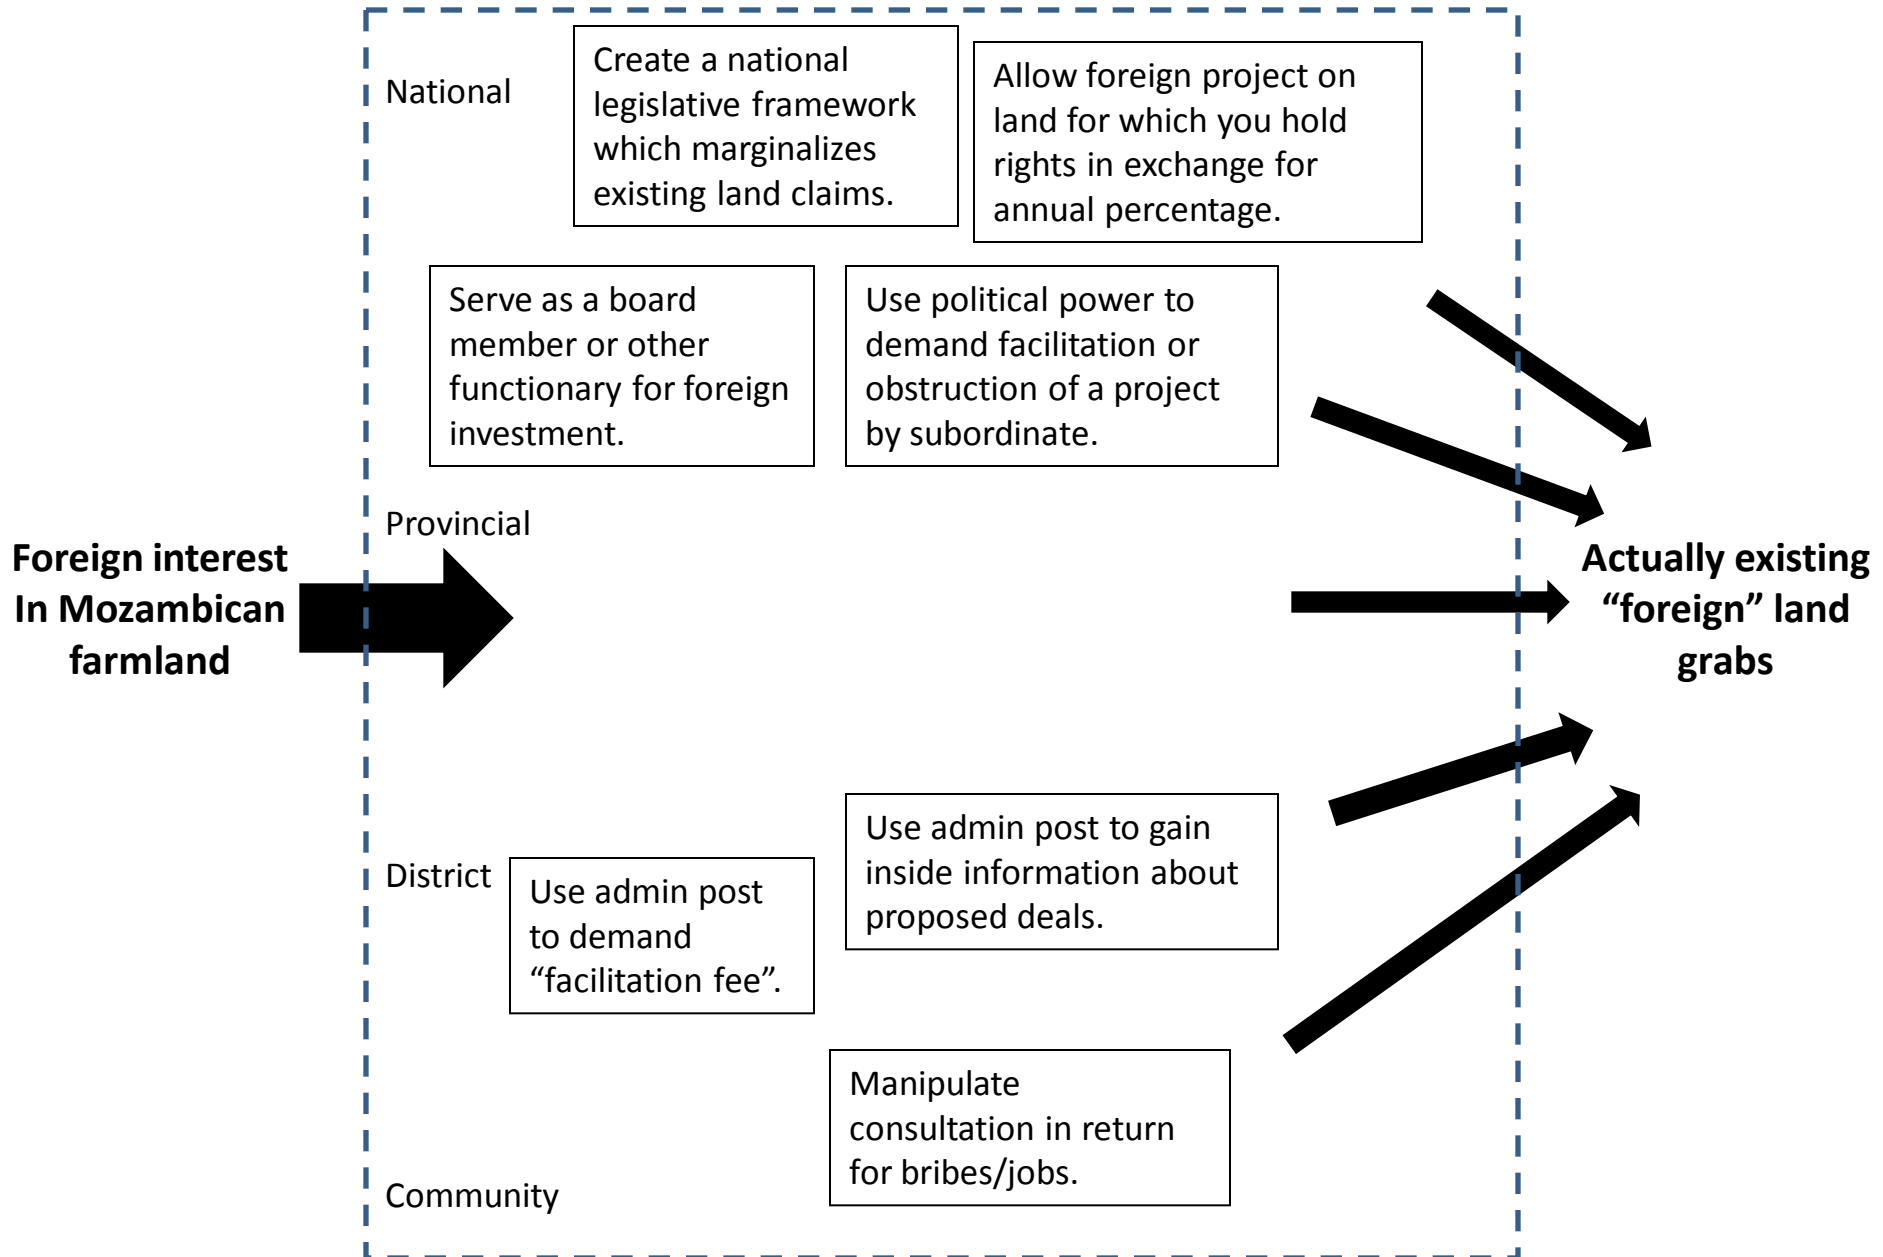 National
Create a national
legislative framework
which marginalizes
existing land claims.
Allow foreign project on
land for which you hold
rights in exchange for
annual percentage.
Serve as a board
member or other
functionary for foreign
investment.
Use political power to
demand facilitation or
obstruction of a project
by subordinate.
Provincial
Foreign interest
In Mozambican
farmland
Actually existing
“foreign” land
grabs
District
Use admin post
to demand
“facilitation fee”.
Use admin post to gain
inside information about
proposed deals.
Manipulate
consultation in return
for bribes/jobs.
Community